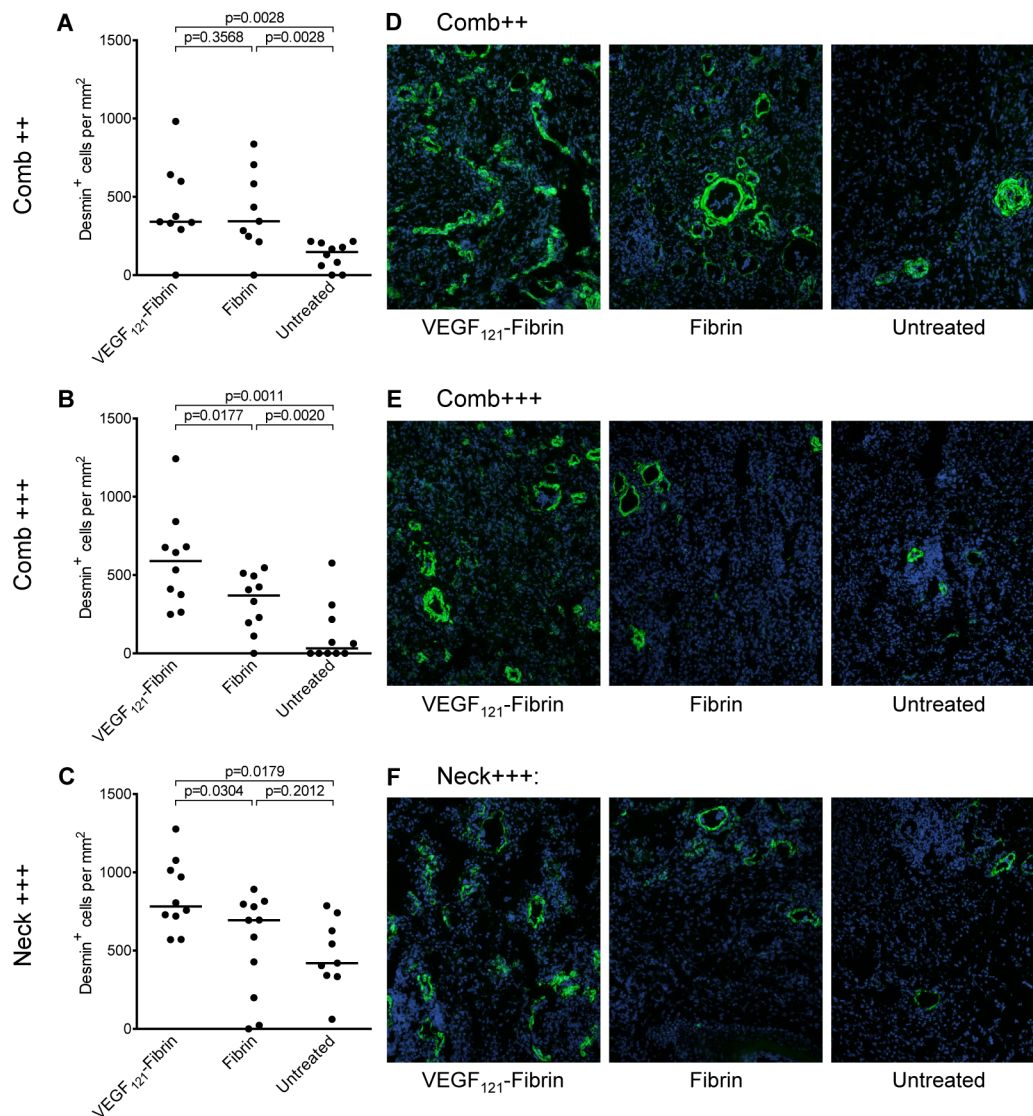 A
p=0.0028
p=0.3568 p=0.0028
1500
1000
500
0
Desmin+ cells per mm2
Comb ++
VEGF121-Fibrin
Fibrin
Untreated
D Comb++
VEGF121-Fibrin Fibrin Untreated
B
p=0.0011
p=0.0177 p=0.0020
1500
1000
500
0
Desmin+ cells per mm2
Comb +++
VEGF121-Fibrin
Fibrin
Untreated
E Comb+++
VEGF121-Fibrin Fibrin Untreated
C
p=0.0179
p=0.0304 p=0.2012
1500
1000
500
0
Desmin+ cells per mm2
Neck +++
VEGF121-Fibrin
Fibrin
Untreated
F Neck+++:
VEGF121-Fibrin Fibrin Untreated